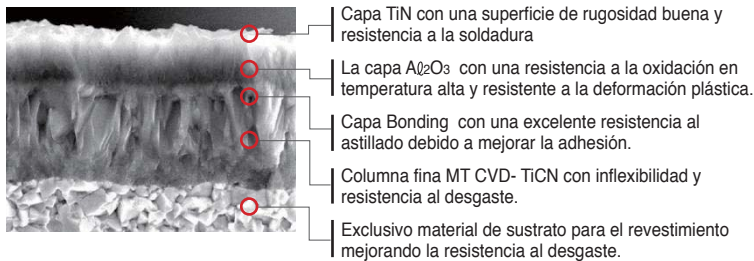 Capa TiN con una superficie de rugosidad buena y
resistencia a la soldadura
La capa Aℓ2O3 con una resistencia a la oxidación en
temperatura alta y resistente a la deformación plástica.
Capa Bonding con una excelente resistencia al
astillado debido a mejorar la adhesión.
Columna fina MT CVD- TiCN con inflexibilidad y
resistencia al desgaste.
Exclusivo material de sustrato para el revestimiento
mejorando la resistencia al desgaste.